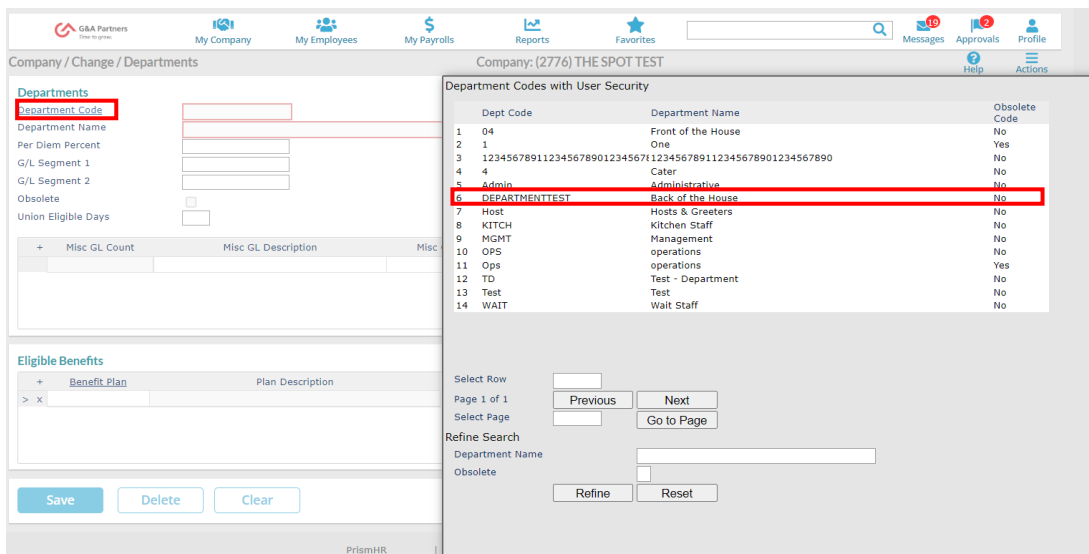 G&A Partners
Time to grow.
My Company
My Employees
My Payrolls
Reports
Favorites
19
Messages
2
Approvals
Profile
Company / Change / Departments
Company: (2776) THE SPOT TEST
Help
Actions
Departments
Department Code
Department Name
Per Diem Percent
G/L Segment 1
G/L Segment 2
Obsolete
Union Eligible Days
+ Misc GL Count Misc GL Description Misc
Eligible Benefits
+ Benefit Plan Plan Description
> x
Save Delete Clear
PrismHR |
Department Codes with User Security
Dept Code Department Name Obsolete Code
1 04 Front of the House No
2 1 One Yes
3 123456789112345678901234567 123456789112345678901234567890 No
4 4 Cater No
5 Admin Administrative No
6 DEPARTMENTTEST Back of the House No
7 Host Hosts & Greeters No
8 KITCH Kitchen Staff No
9 MGMT Management No
10 OPS operations No
11 Ops operations Yes
12 TD Test - Department No
13 Test Test No
14 WAIT Wait Staff No
Select Row
Page 1 of 1 Previous Next
Select Page Go to Page
Refine Search
Department Name
Obsolete
Refine Reset